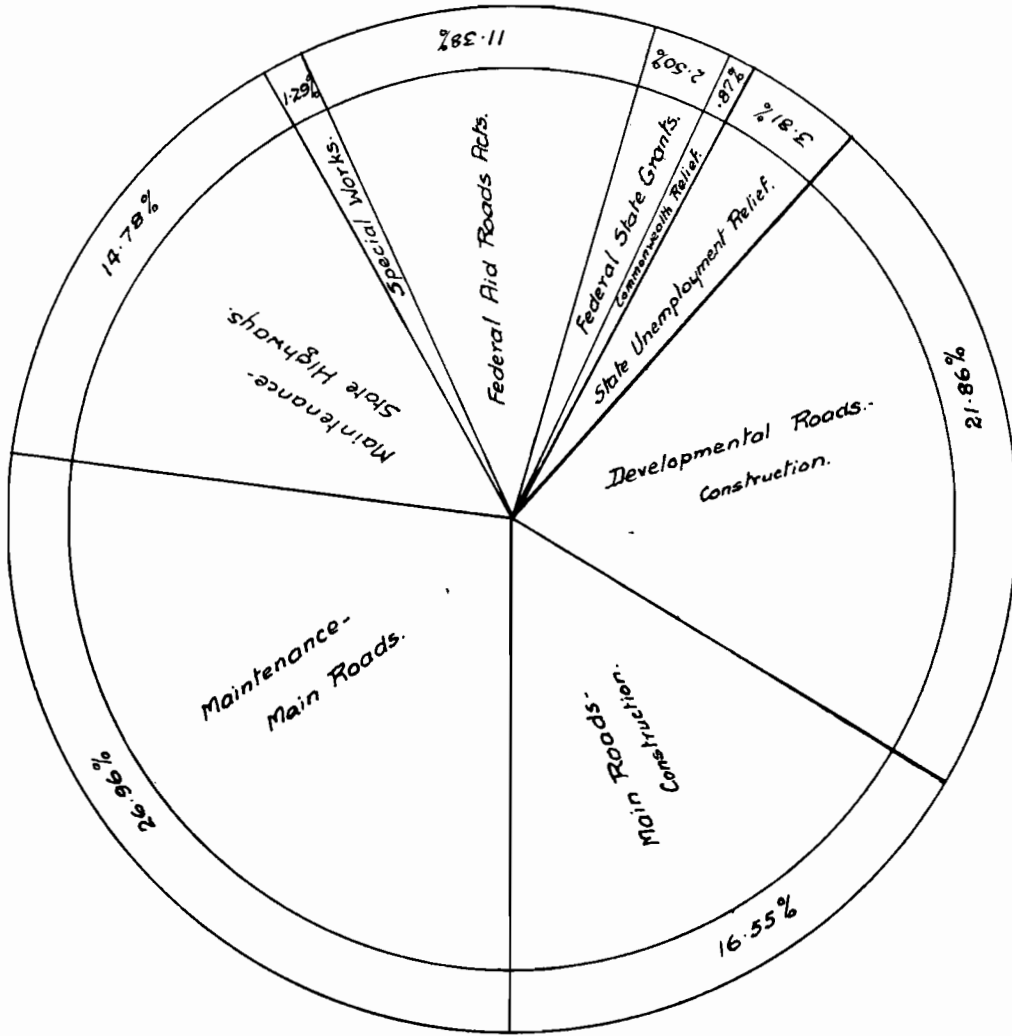 11.38%
Federal Aid Roads Acts.
2.50%
Federal State Grants.
.87%
Commonwealth Relief.
3.81%
State Unemployment Relief.
21.86%
Developmental Roads.-
Construction.
16.55%
Main Roads-
Construction.
26.96%
Maintenance-
Main Roads.
14.78%
Maintenance-
State Highways
1.29%
Special Works.